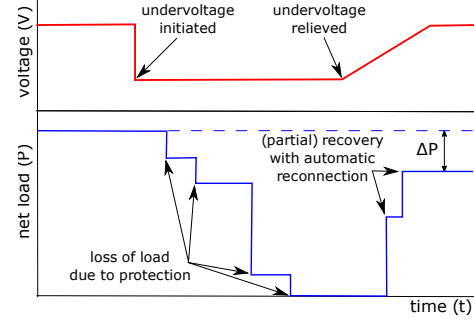 undervoltage
initiated
undervoltage
relieved
voltage (V)
(partial) recovery
with automatic
reconnection
ΔP
net load (P)
loss of load
due to protection
time (t)